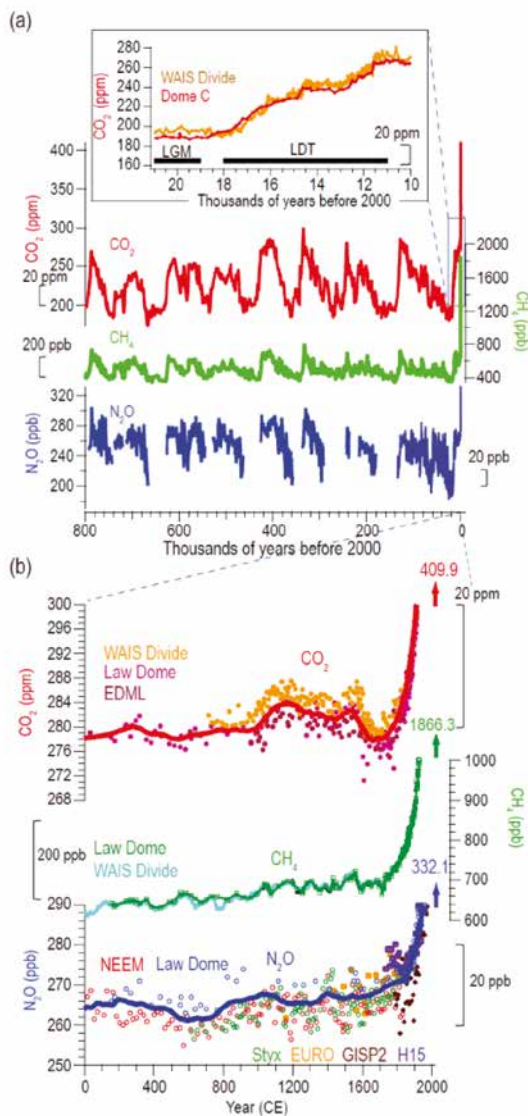 (a)
280
260
240
220
200
180
160
CO2 (ppm)
WAIS Divide
Dome C
20 ppm
LGM
LDT
20 18 16 14 12 10
Thousands of years before 2000
400
350
300
250
200
CO2 (ppm)
20 ppm
CO2
2000
1600
1200
800
400
CH4 (ppb)
200 ppb
CH4
320
280
240
200
N2O (ppb)
N2O
20 ppb
800 600 400 200 0
Thousands of years before 2000
(b)
409.9
300
296
292
288
284
280
276
272
268
CO2 (ppm)
20 ppm
WAIS Divide
Law Dome
EDML
CO2
1866.3
1000
900
800
700
600
CH4 (ppb)
200 ppb
Law Dome
WAIS Divide
CH4
332.1
290
280
270
260
250
N2O (ppb)
20 ppb
NEEM Law Dome N2O
Styx EURO GISP2 H15
0 400 800 1200 1600 2000
Year (CE)